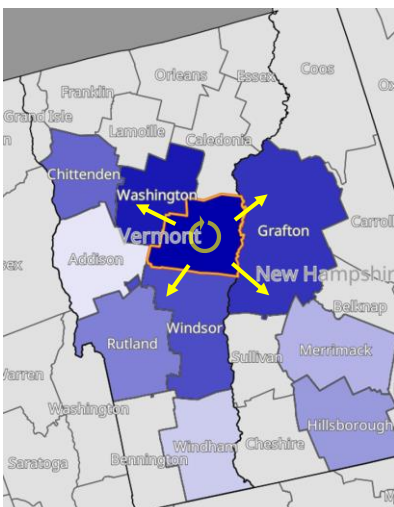 Coos
Orleans
Essex
Franklin
Grand Isle
Lamoille
Caledonia
Chittenden
Washington
Carroll
Vermont
Grafton
Addison
New Hampshire
Belknap
Windsor
Rutland
Sullivan
Merrimack
Warren
Washington
Hillsborough
Cheshire
Windham
Bennington
Saratoga